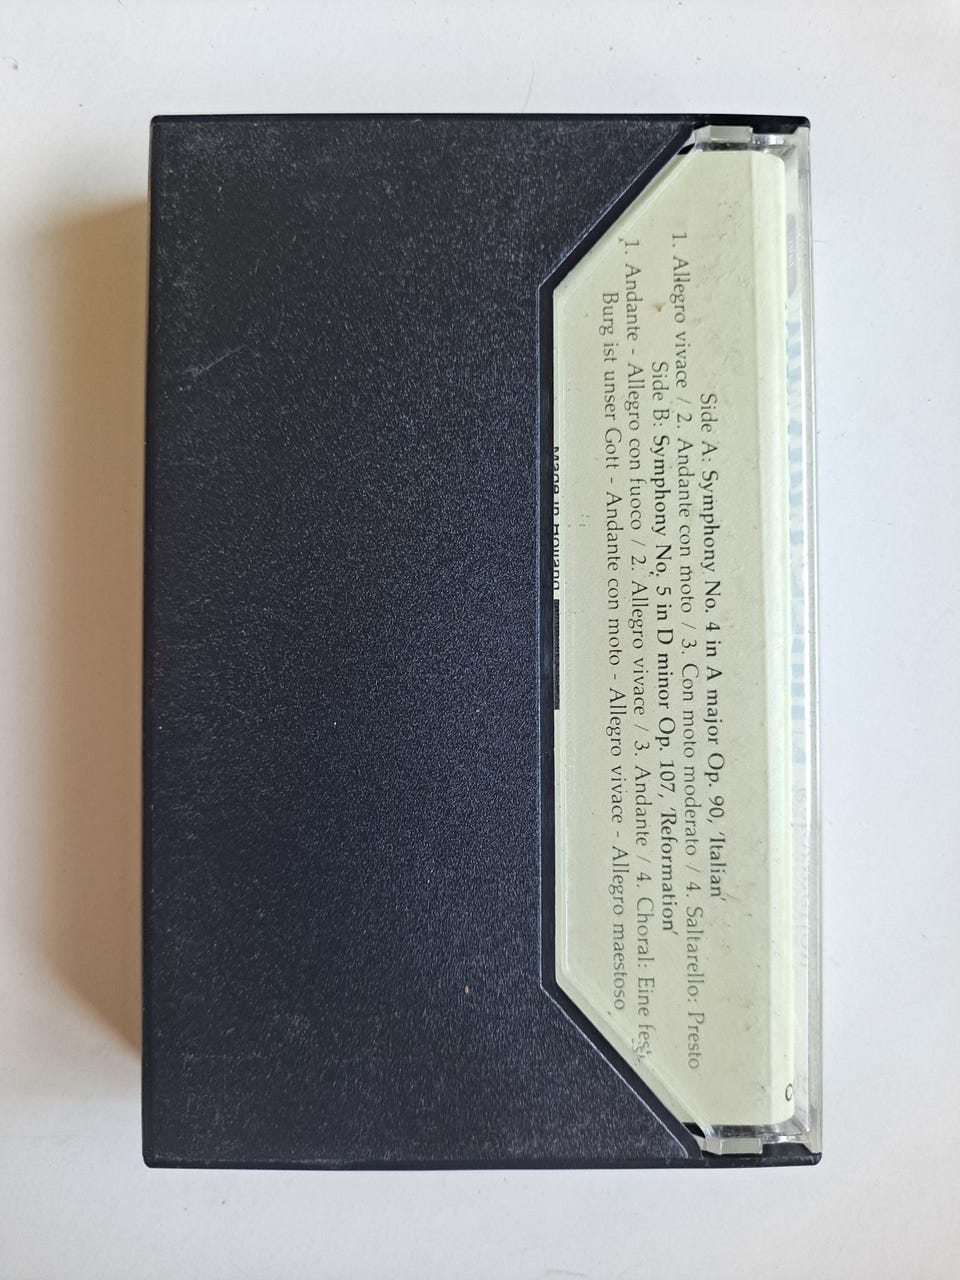 Side A: Symphony No. 4 in A major Op. 90, 'Italian'
1. Allegro vivace / 2. Andante con moto / 3. Con moto moderato / 4. Saltarello: Presto
Side B: Symphony No. 5 in D minor Op. 107, 'Reformation'
1. Andante - Allegro con fuoco / 2. Allegro vivace / 3. Andante / 4. Choral: Eine feste
Burg ist unser Gott - Andante con moto - Allegro vivace - Allegro maestoso
Made in Holland